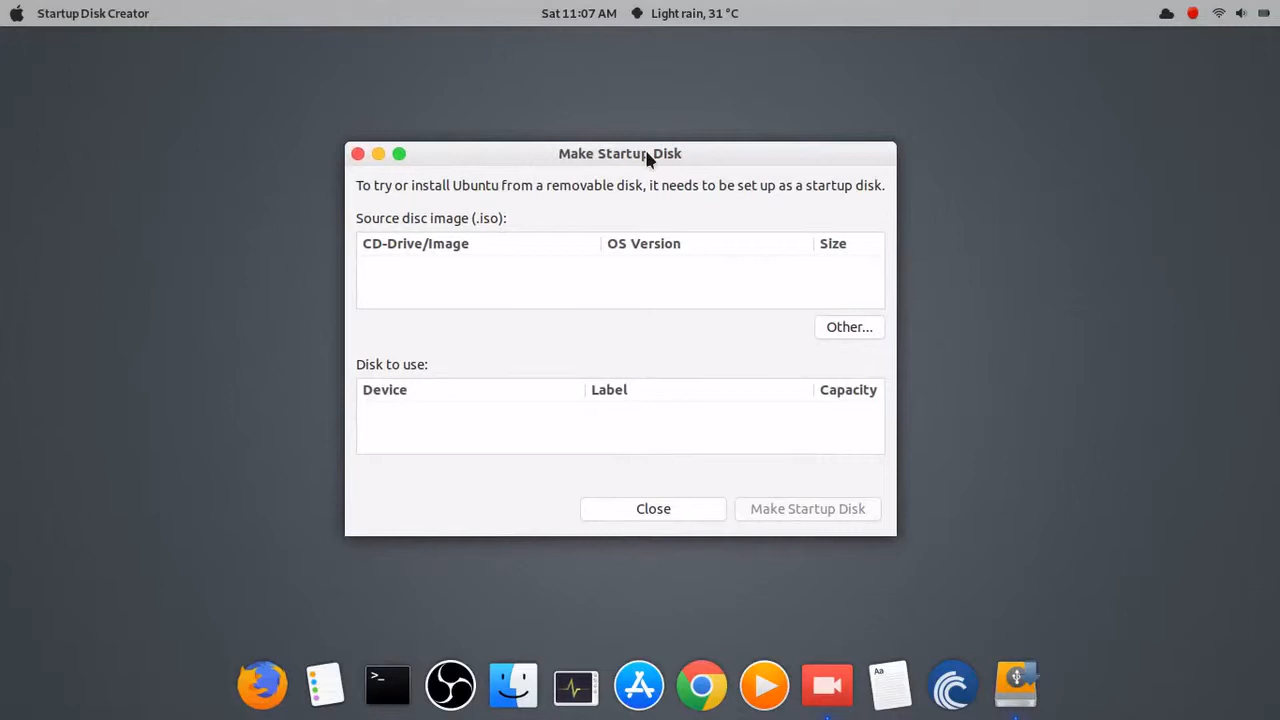 Startup Disk Creator
Sat 11:07 AM
Light rain, 31 °C
Make Startup Disk
To try or install Ubuntu from a removable disk, it needs to be set up as a startup disk.
Source disc image (.iso):
CD-Drive/Image
OS Version
Size
Other...
Disk to use:
Device
Label
Capacity
Close
Make Startup Disk
>_
Aa